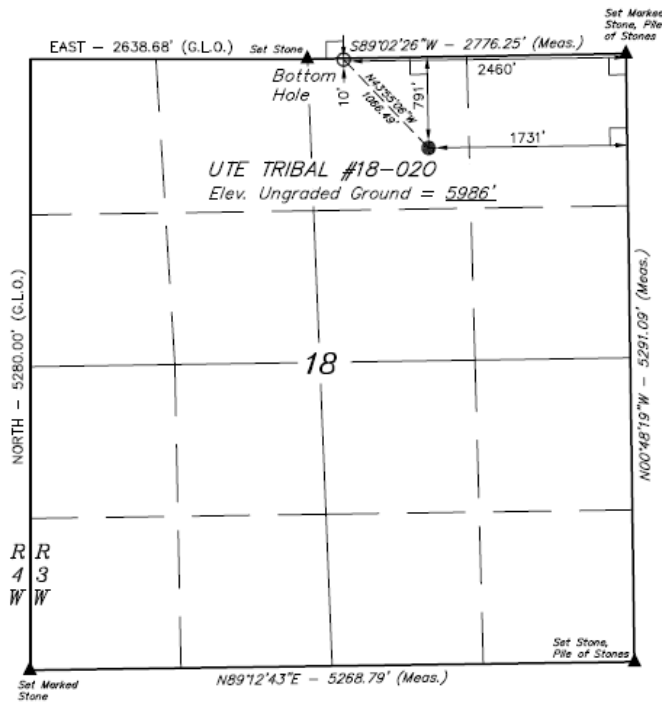 Set Marked
Stone, Pile
of Stones
EAST - 2638.68' (G.L.O.)
Set Stone
S89°02'26"W - 2776.25' (Meas.)
Bottom
Hole
10'
N43°55'06"W
1066.49'
791'
2460'
1731'
UTE TRIBAL #18-020
Elev. Ungraded Ground = 5986'
NORTH - 5280.00' (G.L.O.)
18
N00°48'19"W - 5291.09' (Meas.)
R R
4 3
W W
Set Marked
Stone
N89°12'43"E - 5268.79' (Meas.)
Set Stone,
Pile of Stones